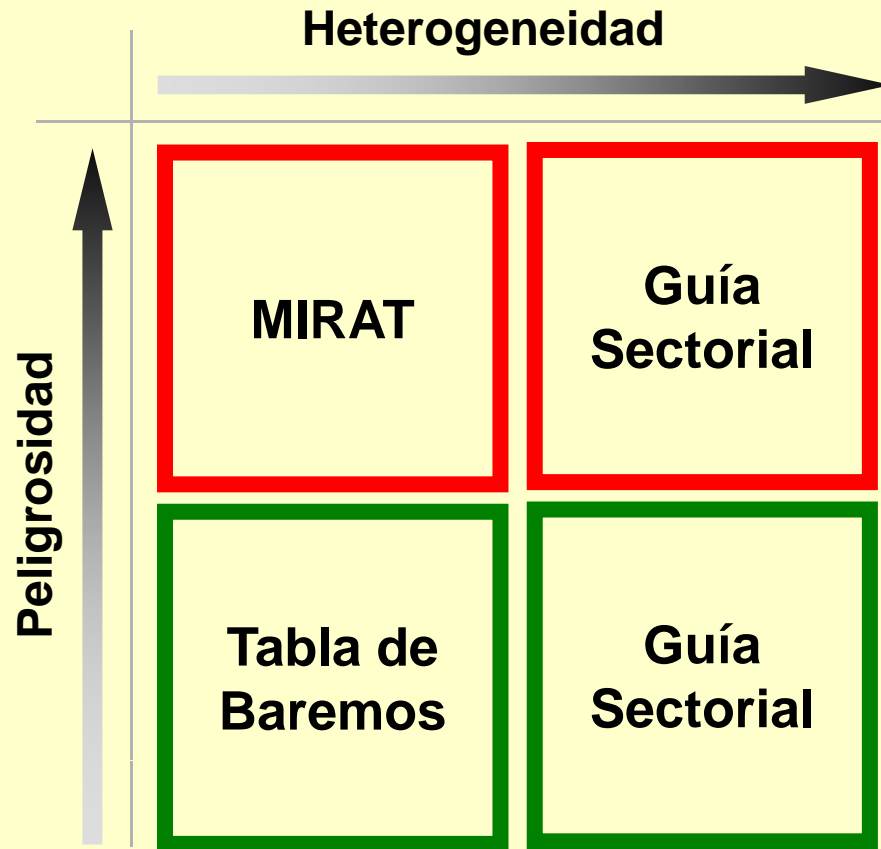 Heterogeneidad
Peligrosidad
MIRAT
Guía
Sectorial
Tabla de
Baremos
Guía
Sectorial